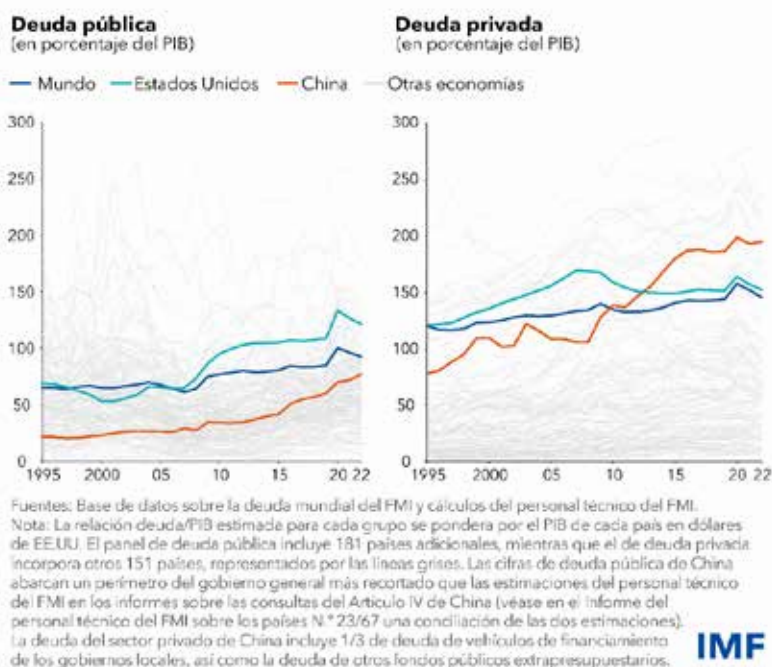 Deuda pública
(en porcentaje del PIB)
Deuda privada
(en porcentaje del PIB)
Mundo Estados Unidos China Otras economías
300
250
200
150
100
50
0
1995 2000 05 10 15 20 22
300
250
200
150
100
50
0
1995 2000 05 10 15 20 22
Fuentes: Base de datos sobre la deuda mundial del FMI y cálculos del personal técnico del FMI.
Nota: La relación deuda/PIB estimada para cada grupo se pondera por el PIB de cada país en dólares
de EE.UU. El panel de deuda pública incluye 181 países adicionales, mientras que el de deuda privada
incorpora otros 151 países, representados por las líneas grises. Las cifras de deuda pública de China
abarcan un perímetro del gobierno general más recortado que las estimaciones del personal técnico
del FMI en los informes sobre las consultas del Artículo IV de China (véase en el Informe del
personal técnico del FMI sobre los países N.° 23/67 una conciliación de las dos estimaciones).
La deuda del sector privado de China incluye 1/3 de deuda de vehículos de financiamiento
de los gobiernos locales, así como la deuda de otros fondos públicos extrapresupuestarios.
IMF